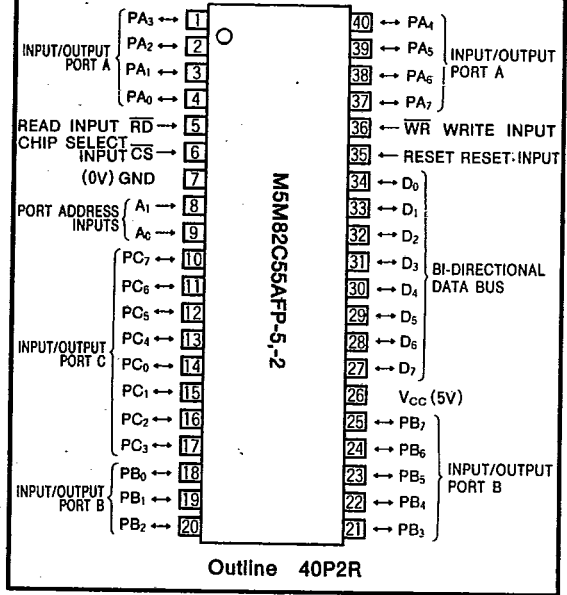 PA₃ ↔ 1
PA₂ ↔ 2
PA₁ ↔ 3
PA₀ ↔ 4
INPUT/OUTPUT
PORT A
READ INPUT R̅D̅ → 5
CHIP SELECT
INPUT C̅S̅ → 6
(0V) GND 7
PORT ADDRESS
INPUTS
A₁ → 8
A₀ → 9
PC₇ ↔ 10
PC₆ ↔ 11
PC₅ ↔ 12
PC₄ ↔ 13
PC₀ ↔ 14
PC₁ ↔ 15
PC₂ ↔ 16
PC₃ ↔ 17
INPUT/OUTPUT
PORT C
PB₀ ↔ 18
PB₁ ↔ 19
PB₂ ↔ 20
INPUT/OUTPUT
PORT B
M5M82C55AFP-5,-2
40 ↔ PA₄
39 ↔ PA₅
38 ↔ PA₆
37 ↔ PA₇
INPUT/OUTPUT
PORT A
36 ← W̅R̅ WRITE INPUT
35 ← RESET RESET INPUT
34 ↔ D₀
33 ↔ D₁
32 ↔ D₂
31 ↔ D₃
30 ↔ D₄
29 ↔ D₅
28 ↔ D₆
27 ↔ D₇
BI-DIRECTIONAL
DATA BUS
26 VCC (5V)
25 ↔ PB₇
24 ↔ PB₆
23 ↔ PB₅
22 ↔ PB₄
21 ↔ PB₃
INPUT/OUTPUT
PORT B
Outline 40P2R